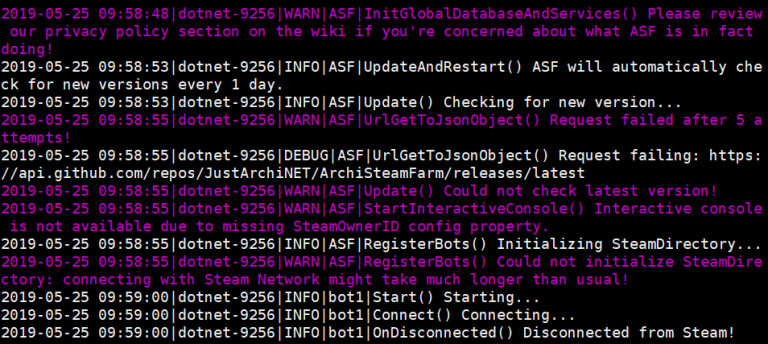 2019-05-25 09:58:48|dotnet-9256|WARN|ASF|InitGlobalDatabaseAndServices() Please review
 our privacy policy section on the wiki if you're concerned about what ASF is in fact
doing!
2019-05-25 09:58:53|dotnet-9256|INFO|ASF|UpdateAndRestart() ASF will automatically che
ck for new versions every 1 day.
2019-05-25 09:58:53|dotnet-9256|INFO|ASF|Update() Checking for new version...
2019-05-25 09:58:55|dotnet-9256|WARN|ASF|UrlGetToJsonObject() Request failed after 5 a
ttempts!
2019-05-25 09:58:55|dotnet-9256|DEBUG|ASF|UrlGetToJsonObject() Request failing: https:
//api.github.com/repos/JustArchiNET/ArchiSteamFarm/releases/latest
2019-05-25 09:58:55|dotnet-9256|WARN|ASF|Update() Could not check latest version!
2019-05-25 09:58:55|dotnet-9256|WARN|ASF|StartInteractiveConsole() Interactive console
 is not available due to missing SteamOwnerID config property.
2019-05-25 09:58:55|dotnet-9256|INFO|ASF|RegisterBots() Initializing SteamDirectory...
2019-05-25 09:58:55|dotnet-9256|WARN|ASF|RegisterBots() Could not initialize SteamDire
ctory: connecting with Steam Network might take much longer than usual!
2019-05-25 09:59:00|dotnet-9256|INFO|bot1|Start() Starting...
2019-05-25 09:59:00|dotnet-9256|INFO|bot1|Connect() Connecting...
2019-05-25 09:59:00|dotnet-9256|INFO|bot1|OnDisconnected() Disconnected from Steam!